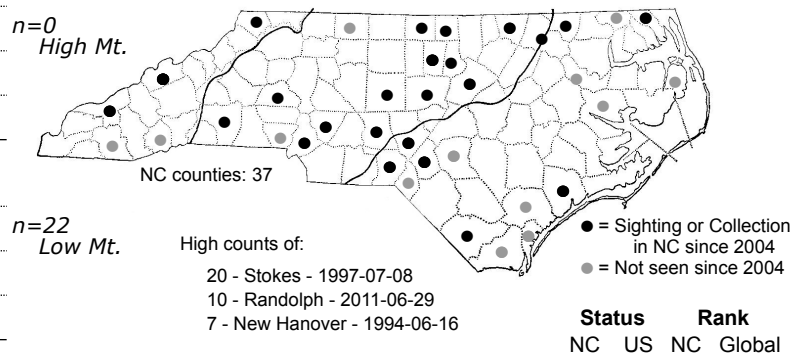 n=0
High Mt.
NC counties: 37
n=22
Low Mt.
High counts of:
20 - Stokes - 1997-07-08
10 - Randolph - 2011-06-29
7 - New Hanover - 1994-06-16
= Sighting or Collection
in NC since 2004
= Not seen since 2004
Status Rank
NC US NC Global